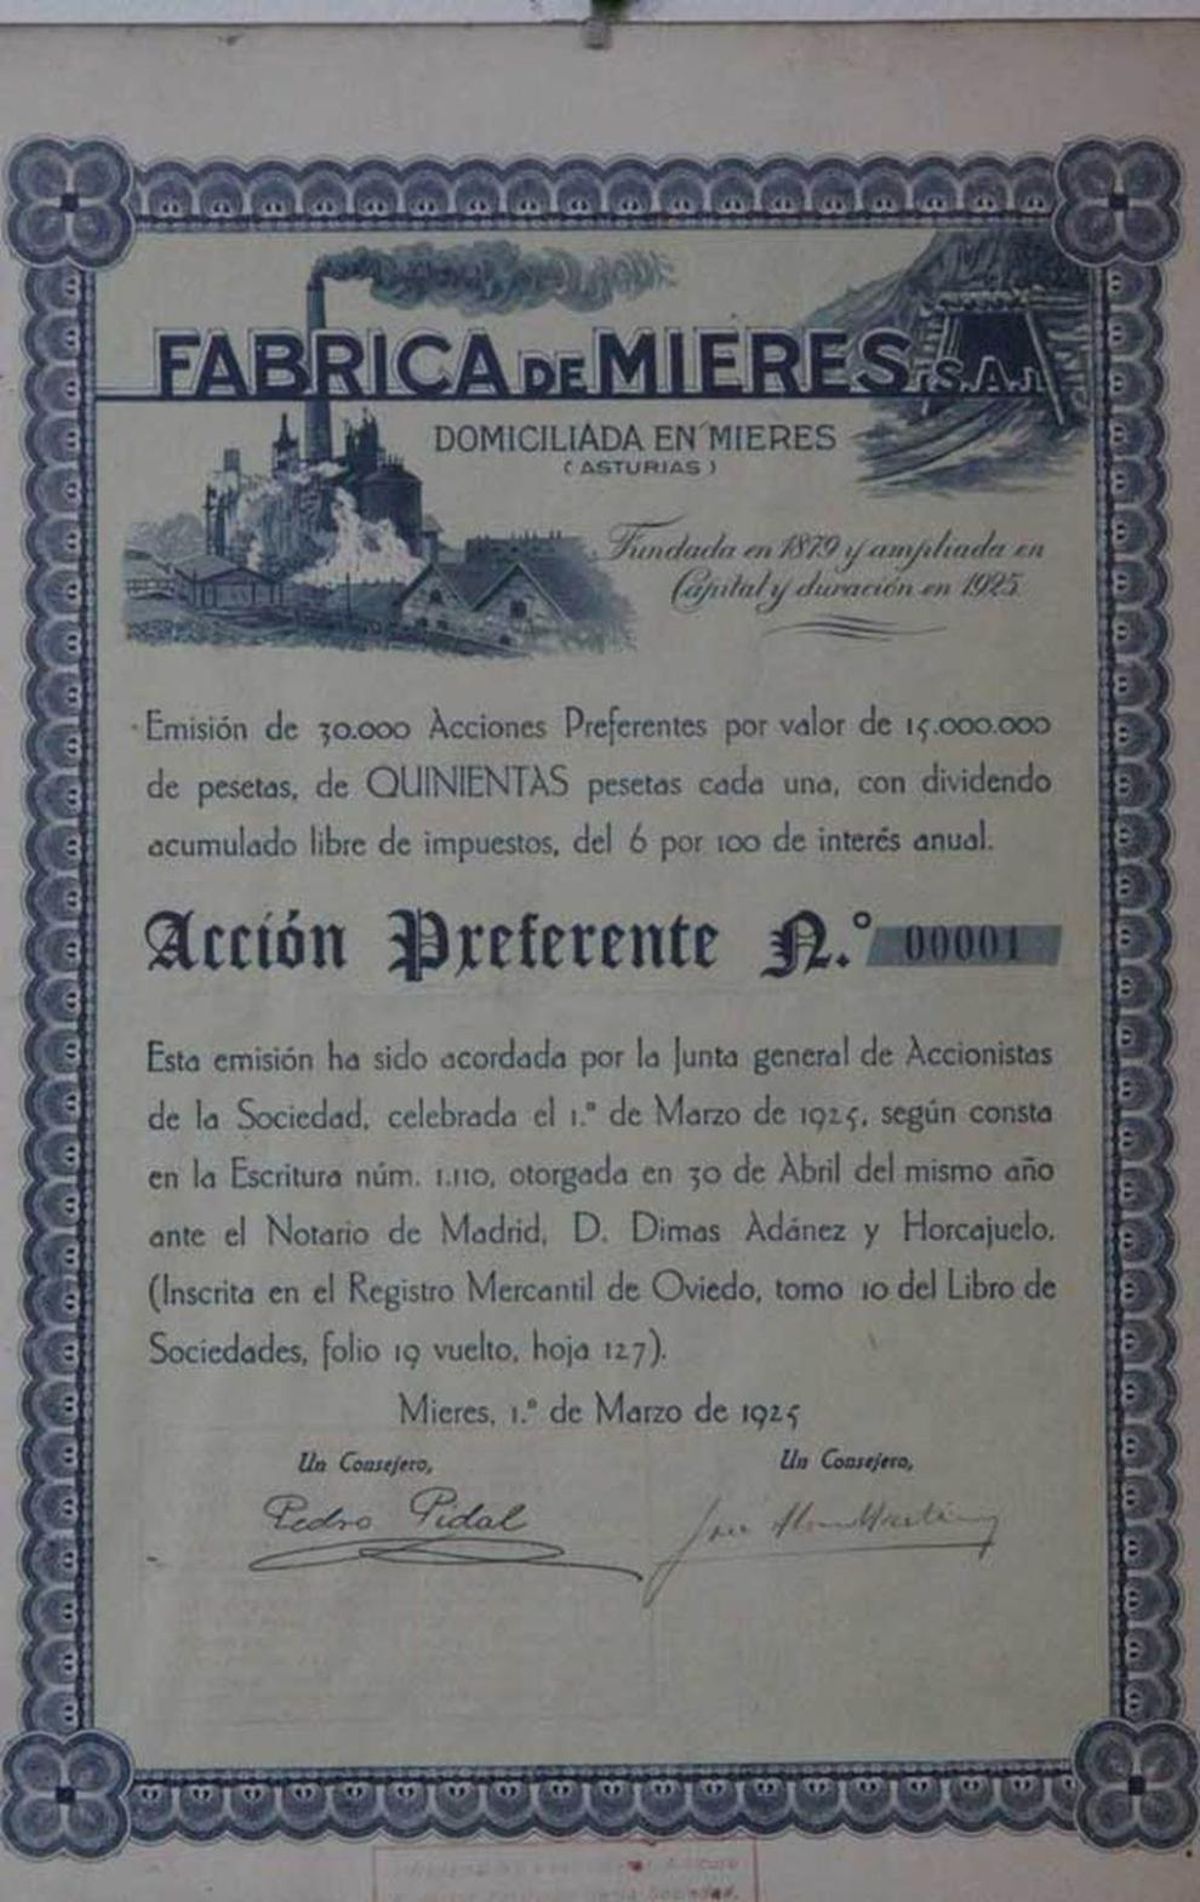 FABRICA DE MIERES S.A.
DOMICILIADA EN MIERES
(ASTURIAS)
Fundada en 1879 y ampliada en
Capital y duración en 1925
Emisión de 30.000 Acciones Preferentes por valor de 15.000.000
de pesetas, de QUINIENTAS pesetas cada una, con dividendo
acumulado libre de impuestos, del 6 por 100 de interés anual.
Acción Preferente N.° 00001
Esta emisión ha sido acordada por la Junta general de Accionistas
de la Sociedad, celebrada el 1.º de Marzo de 1925, según consta
en la Escritura núm. 1.110, otorgada en 30 de Abril del mismo año
ante el Notario de Madrid, D. Dimas Adánez y Horcajuelo.
(Inscrita en el Registro Mercantil de Oviedo, tomo 10 del Libro de
Sociedades, folio 19 vuelto, hoja 127).
Mieres, 1.º de Marzo de 1925
Un Consejero,
Un Consejero,
Pedro Pidal